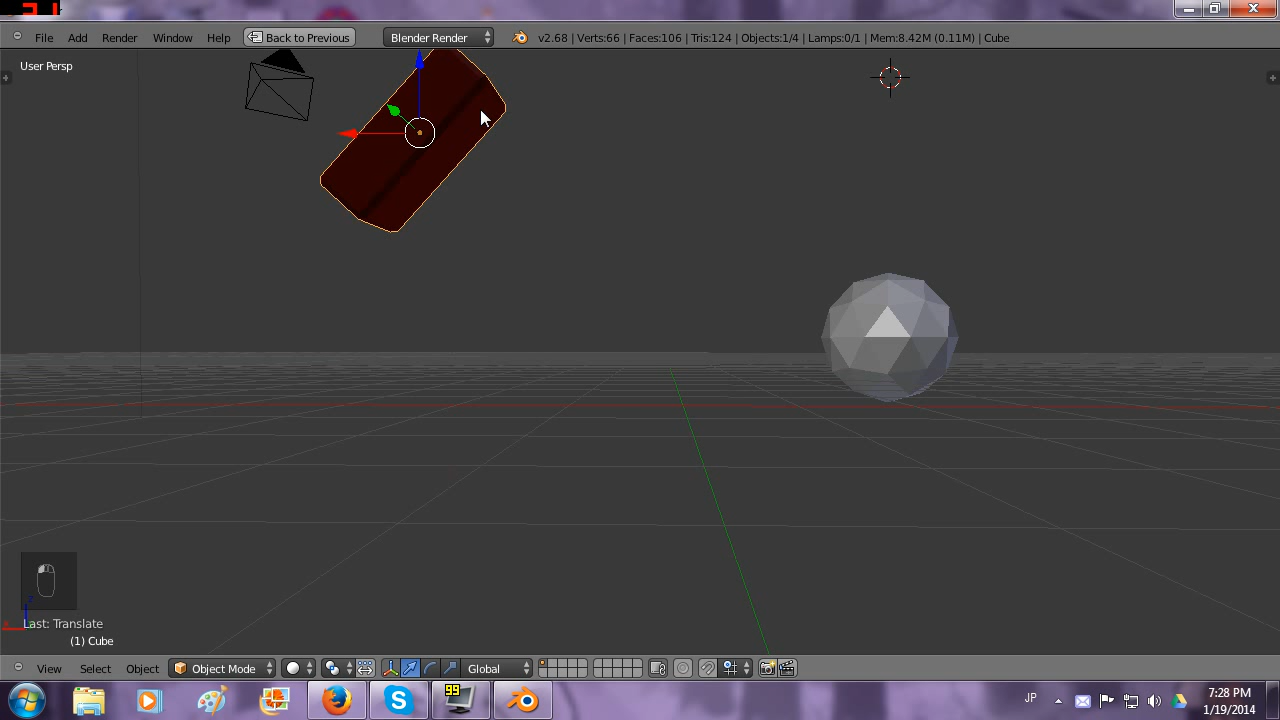 File Add Render Window Help Back to Previous Blender Render v2.68 | Verts:66 | Faces:106 | Tris:124 | Objects:1/4 | Lamps:0/1 | Mem:8.42M (0.11M) | Cube
User Persp
z
x
Last: Translate
(1) Cube
View Select Object Object Mode Global
99
JP
7:28 PM
1/19/2014